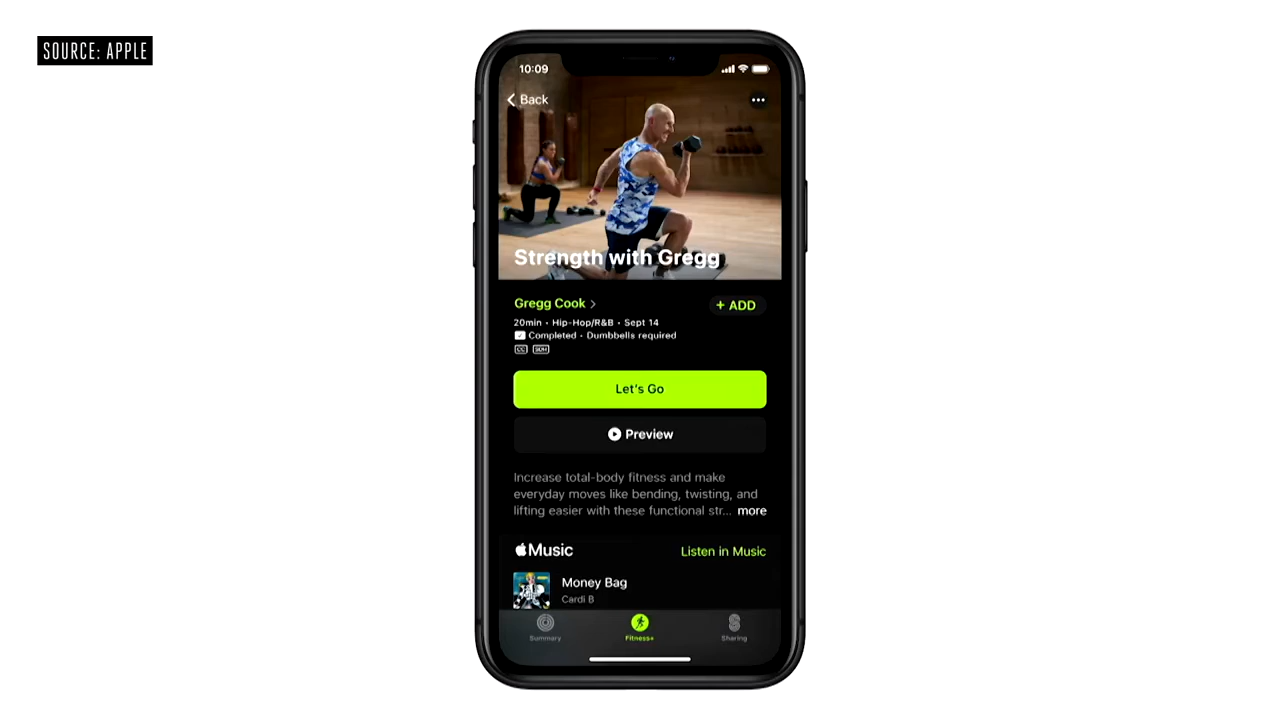 SOURCE: APPLE
10:09
Back
Strength with Gregg
Gregg Cook
+ ADD
20min • Hip-Hop/R&B • Sept 14
Completed • Dumbbells required
CC SDH
Let's Go
Preview
Increase total-body fitness and make
everyday moves like bending, twisting, and
lifting easier with these functional str... more
Music Listen in Music
Money Bag
Cardi B
Summary Fitness+ Sharing